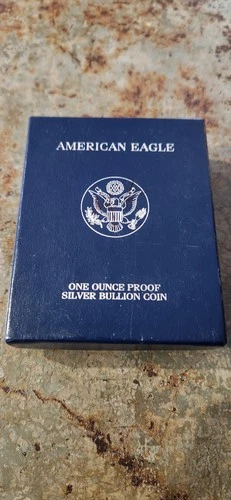 AMERICAN EAGLE
ONE OUNCE PROOF
SILVER BULLION COIN